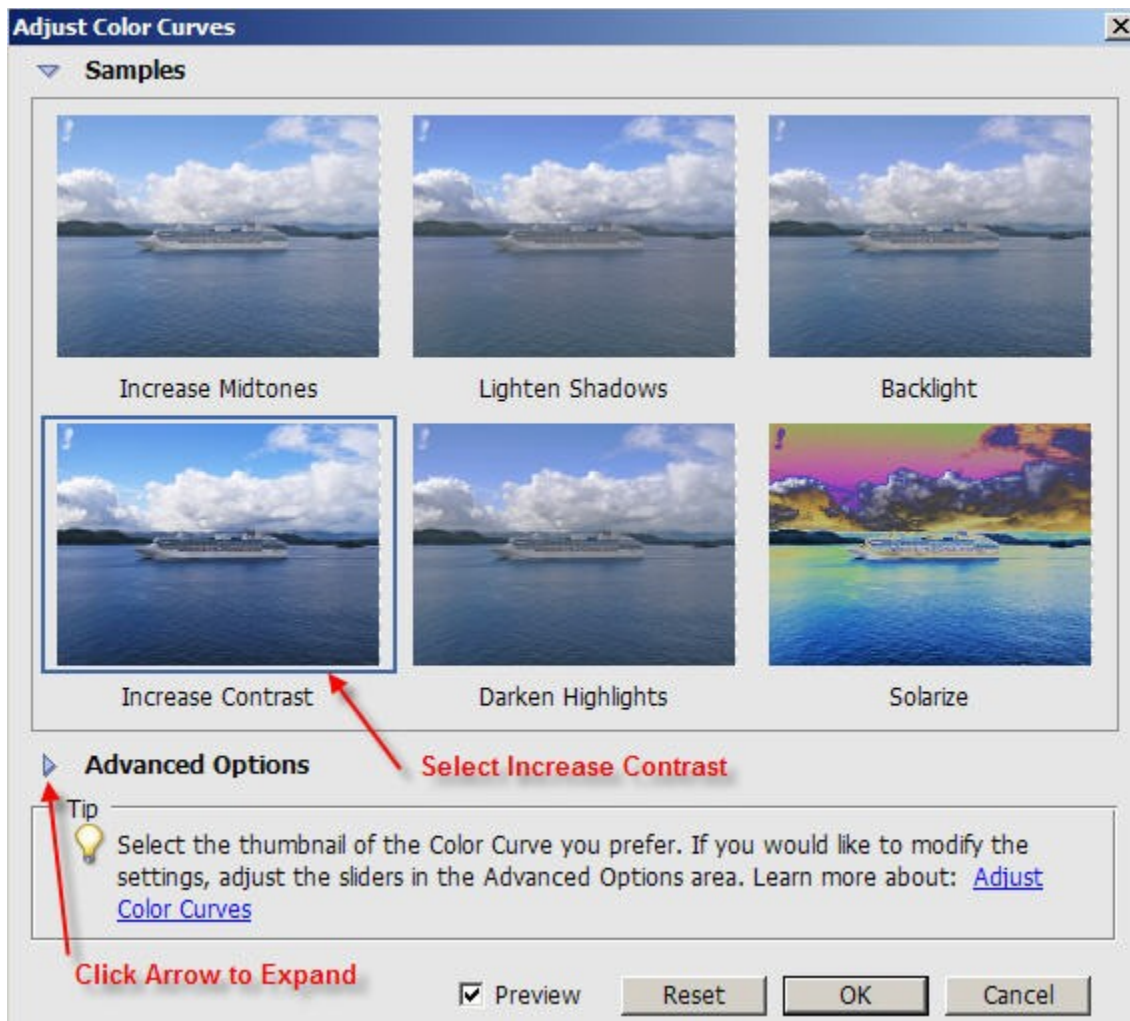 Adjust Color Curves
Samples
Increase Midtones
Lighten Shadows
Backlight
Increase Contrast
Darken Highlights
Solarize
Advanced Options
Select Increase Contrast
Tip
Select the thumbnail of the Color Curve you prefer. If you would like to modify the
settings, adjust the sliders in the Advanced Options area. Learn more about: Adjust
Color Curves
Click Arrow to Expand
Preview
Reset
OK
Cancel